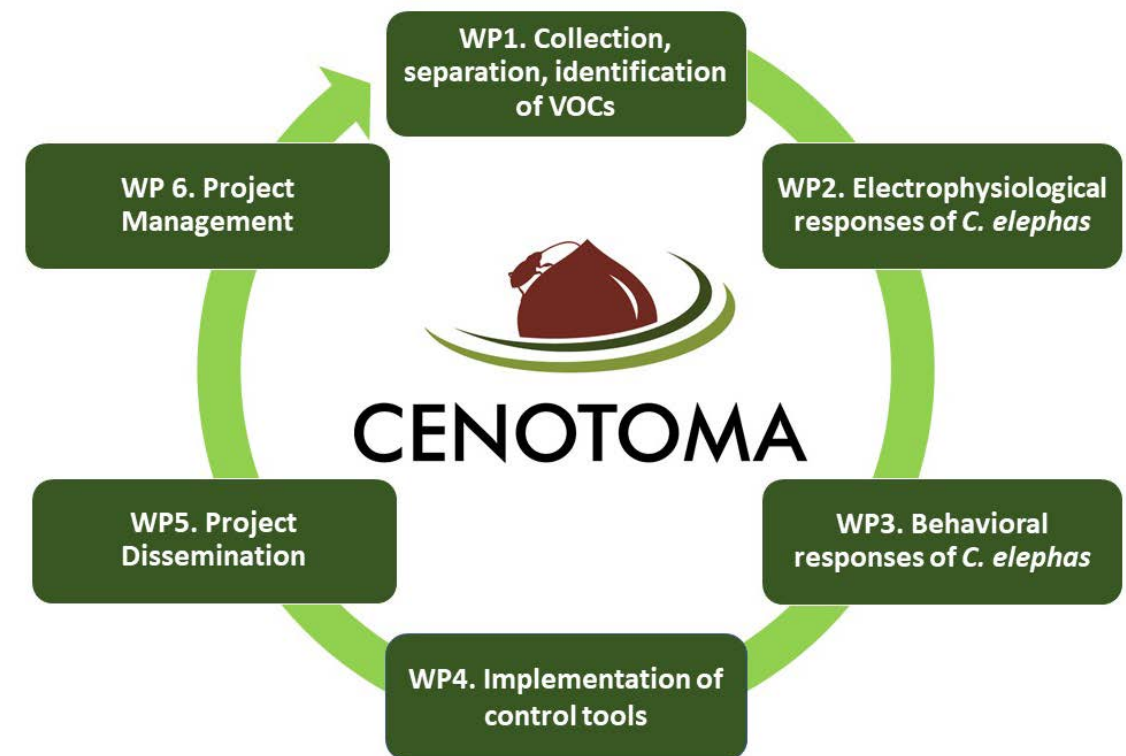 WP1. Collection,
separation, identification
of VOCs
WP2. Electrophysiological
responses of C. elephas
WP3. Behavioral
responses of C. elephas
WP4. Implementation of
control tools
WP5. Project
Dissemination
WP 6. Project
Management
CENOTOMA